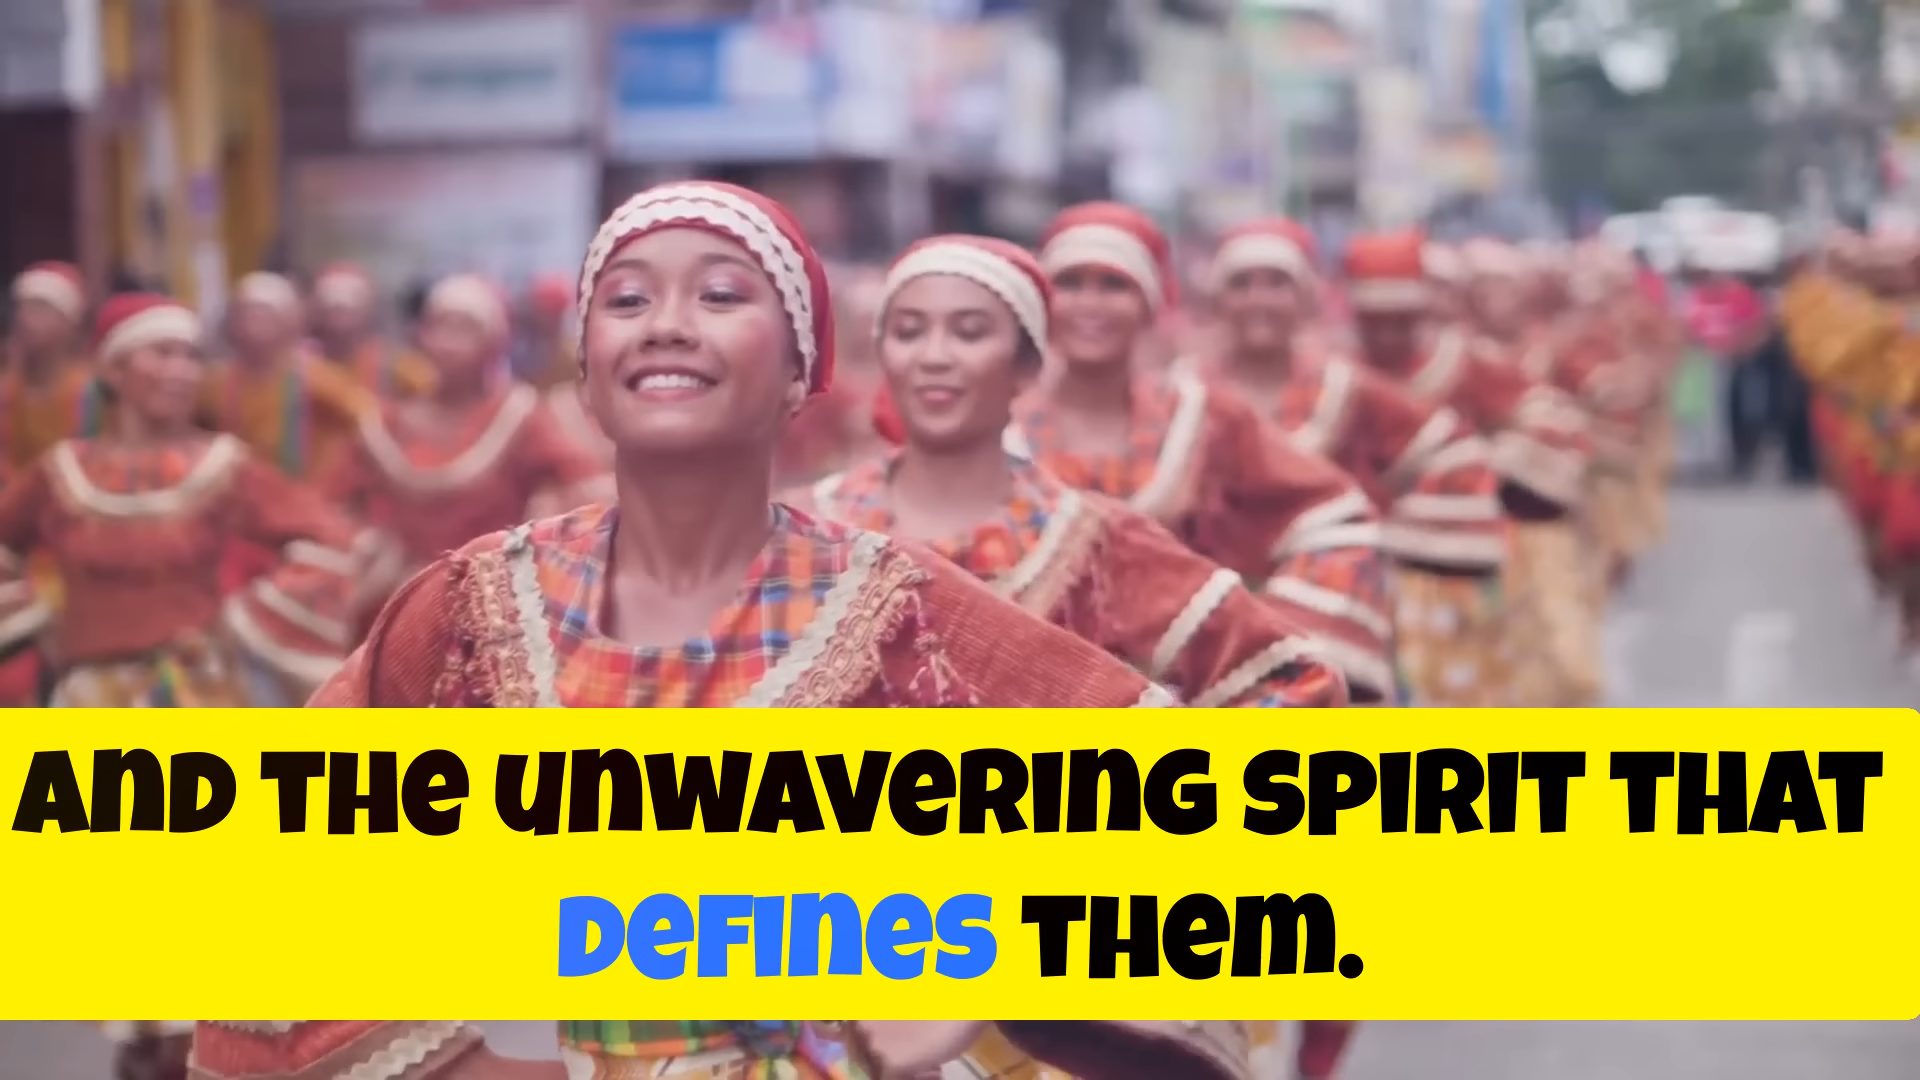 AND THE UNWAVERING SPIRIT THAT
DEFINES THEM.